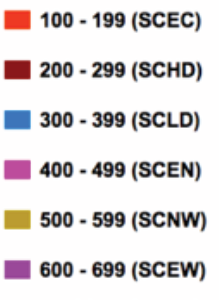 100 - 199 (SCEC)
200 - 299 (SCHD)
300 - 399 (SCLD)
400 - 499 (SCEN)
500 - 599 (SCNW)
600 - 699 (SCEW)